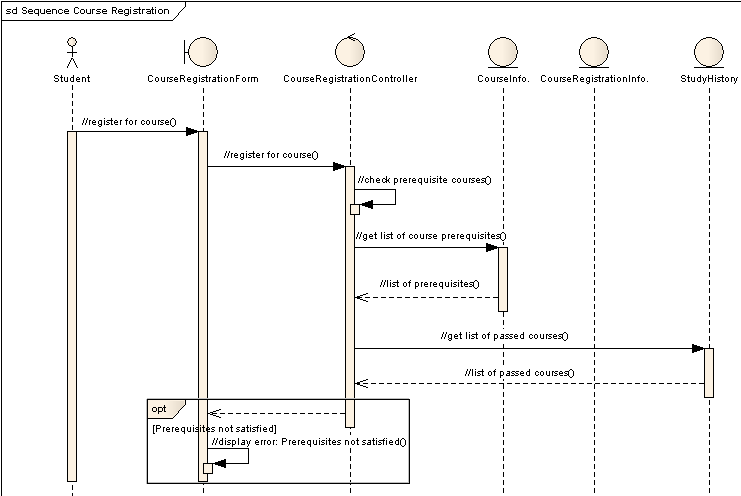 sd Sequence Course Registration
Student
CourseRegistrationForm
CourseRegistrationController
CourseInfo.
CourseRegistrationInfo.
StudyHistory
//register for course()
//register for course()
//check prerequisite courses()
//get list of course prerequisites()
//list of prerequisites()
//get list of passed courses()
//list of passed courses()
opt
[Prerequisites not satisfied]
//display error: Prerequisites not satisfied()